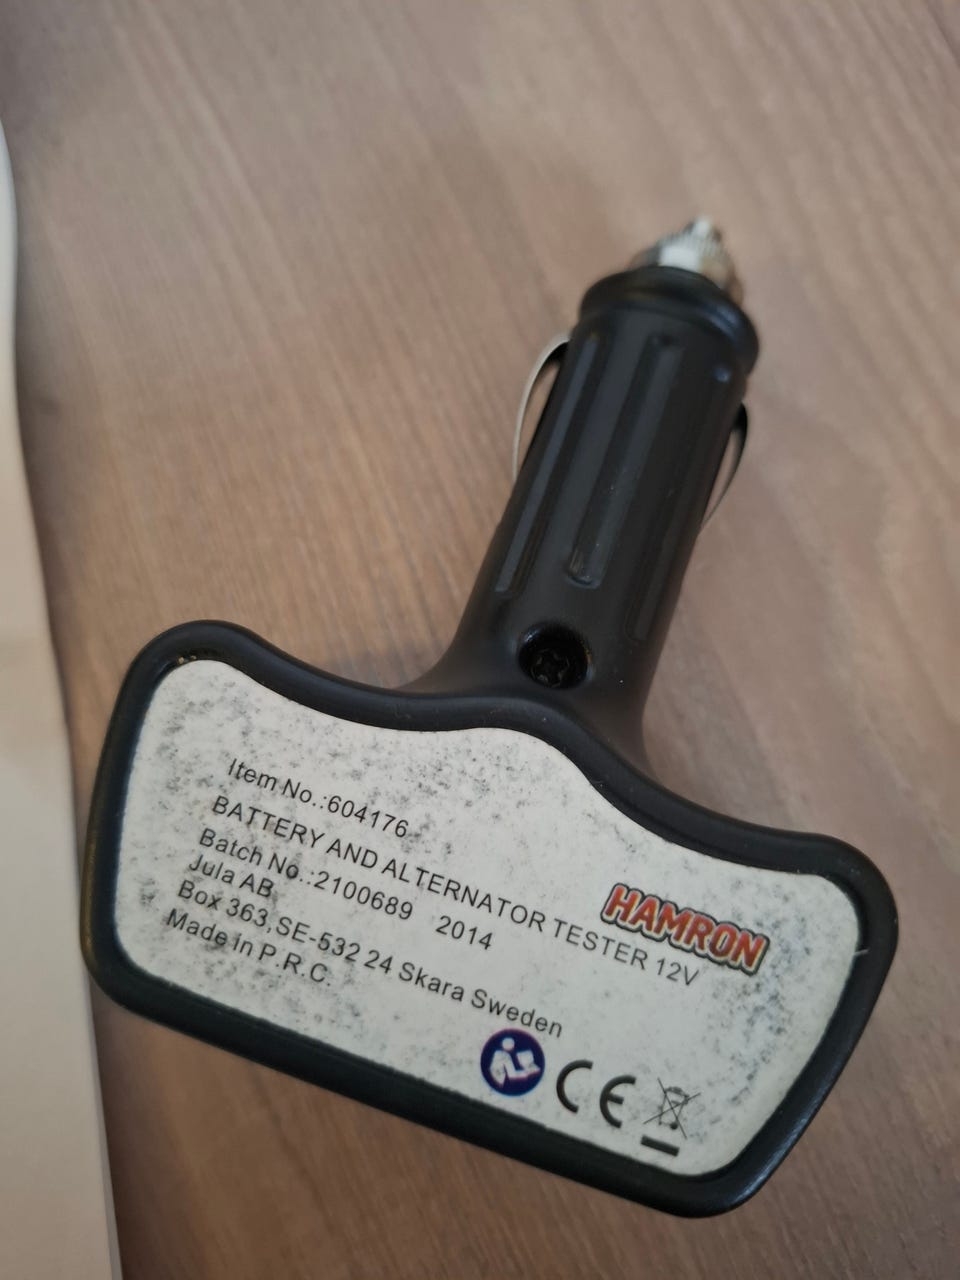 Item No.:604176
BATTERY AND ALTERNATOR TESTER 12V
Batch No.:2100689 2014
Jula AB
Box 363,SE-532 24 Skara Sweden
Made in P.R.C.
HAMRON
CE